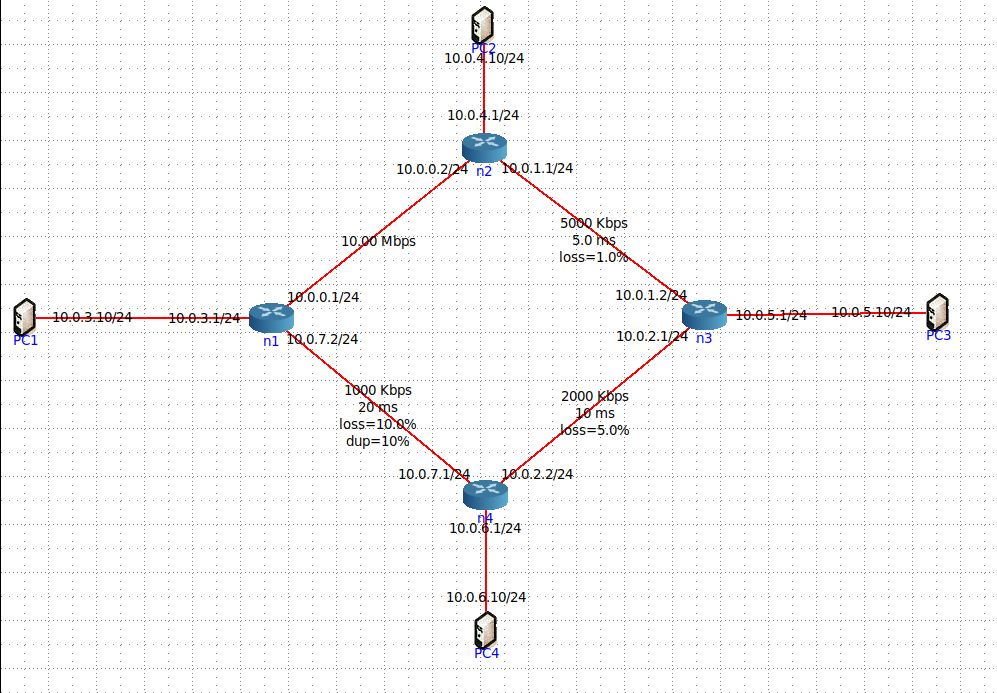 PC2
10.0.4.10/24
10.0.4.1/24
10.0.0.2/24
n2
10.0.1.1/24
5000 Kbps
5.0 ms
loss=1.0%
10.00 Mbps
10.0.0.1/24
10.0.1.2/24
10.0.3.10/24
10.0.3.1/24
10.0.5.1/24
10.0.5.10/24
PC1
n1
10.0.7.2/24
10.0.2.1/24
n3
PC3
1000 Kbps
20 ms
loss=10.0%
dup=10%
2000 Kbps
10 ms
loss=5.0%
10.0.7.1/24
10.0.2.2/24
n4
10.0.6.1/24
10.0.6.10/24
PC4